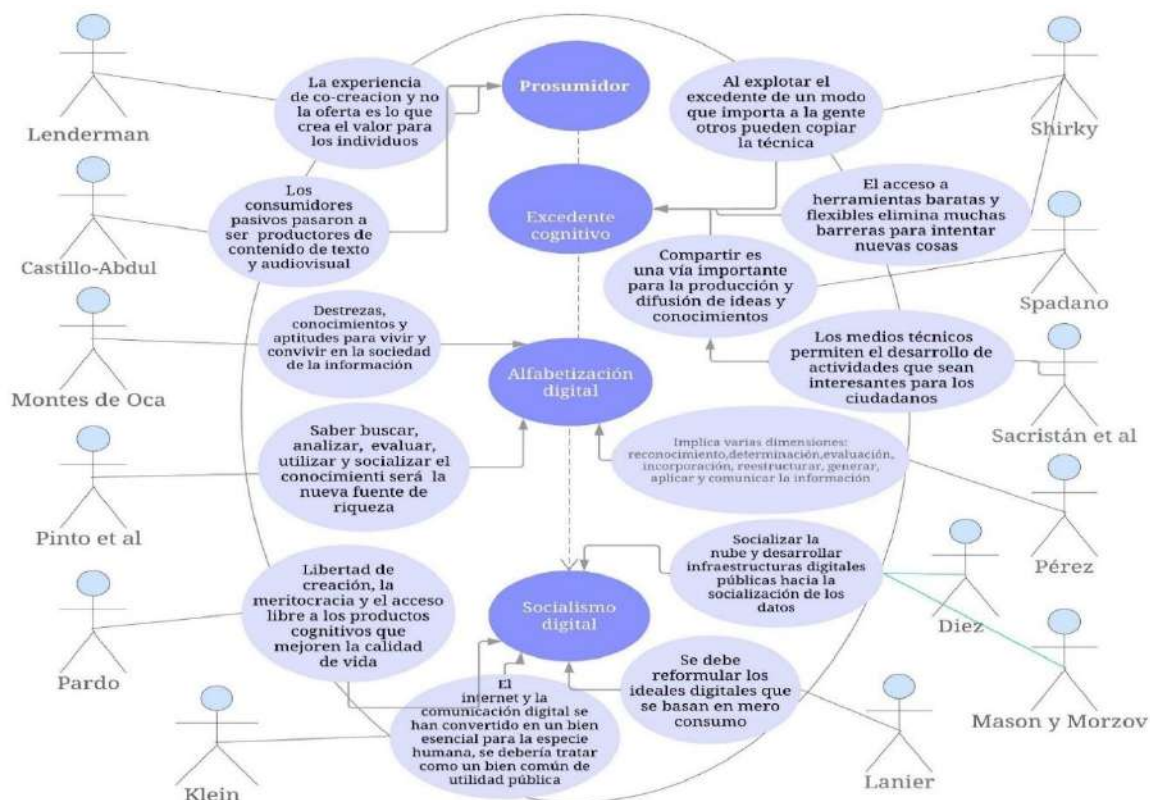 Prosumidor
La experiencia
de co-creacion y no
la oferta es lo que
crea el valor para
los individuos
Al explotar el
excedente de un modo
que importa a la gente
otros pueden copiar
la técnica
Lenderman
Shirky
Los
consumidores
pasivos pasaron a
ser productores de
contenido de texto
y audiovisual
Excedente
cognitivo
El acceso a
herramientas baratas y
flexibles elimina muchas
barreras para intentar
nuevas cosas
Castillo-Abdul
Compartir es
una vía importante
para la producción y
difusión de ideas y
conocimientos
Spadano
Destrezas,
conocimientos y
aptitudes para vivir y
convivir en la sociedad
de la información
Los medios técnicos
permiten el desarrollo de
actividades que sean
interesantes para los
ciudadanos
Montes de Oca
Alfabetización
digital
Sacristán et al
Saber buscar,
analizar, evaluar,
utilizar y socializar el
conocimienti será la
nueva fuente de
riqueza
Implica varias dimensiones:
reconocimiento,determinación,evaluación,
incorporación, reestructurar, generar,
aplicar y comunicar la información
Pinto et al
Pérez
Socializar la
nube y desarrollar
infraestructuras digitales
públicas hacia la
socialización de los
datos
Diez
Libertad de
creación, la
meritocracia y el acceso
libre a los productos
cognitivos que
mejoren la calidad
de vida
Socialismo
digital
Pardo
Se debe
reformular los
ideales digitales que
se basan en mero
consumo
Mason y Morzov
El
internet y la
comunicación digital se
han convertido en un bien
esencial para la especie
humana, se debería tratar
como un bien común de
utilidad pública
Lanier
Klein